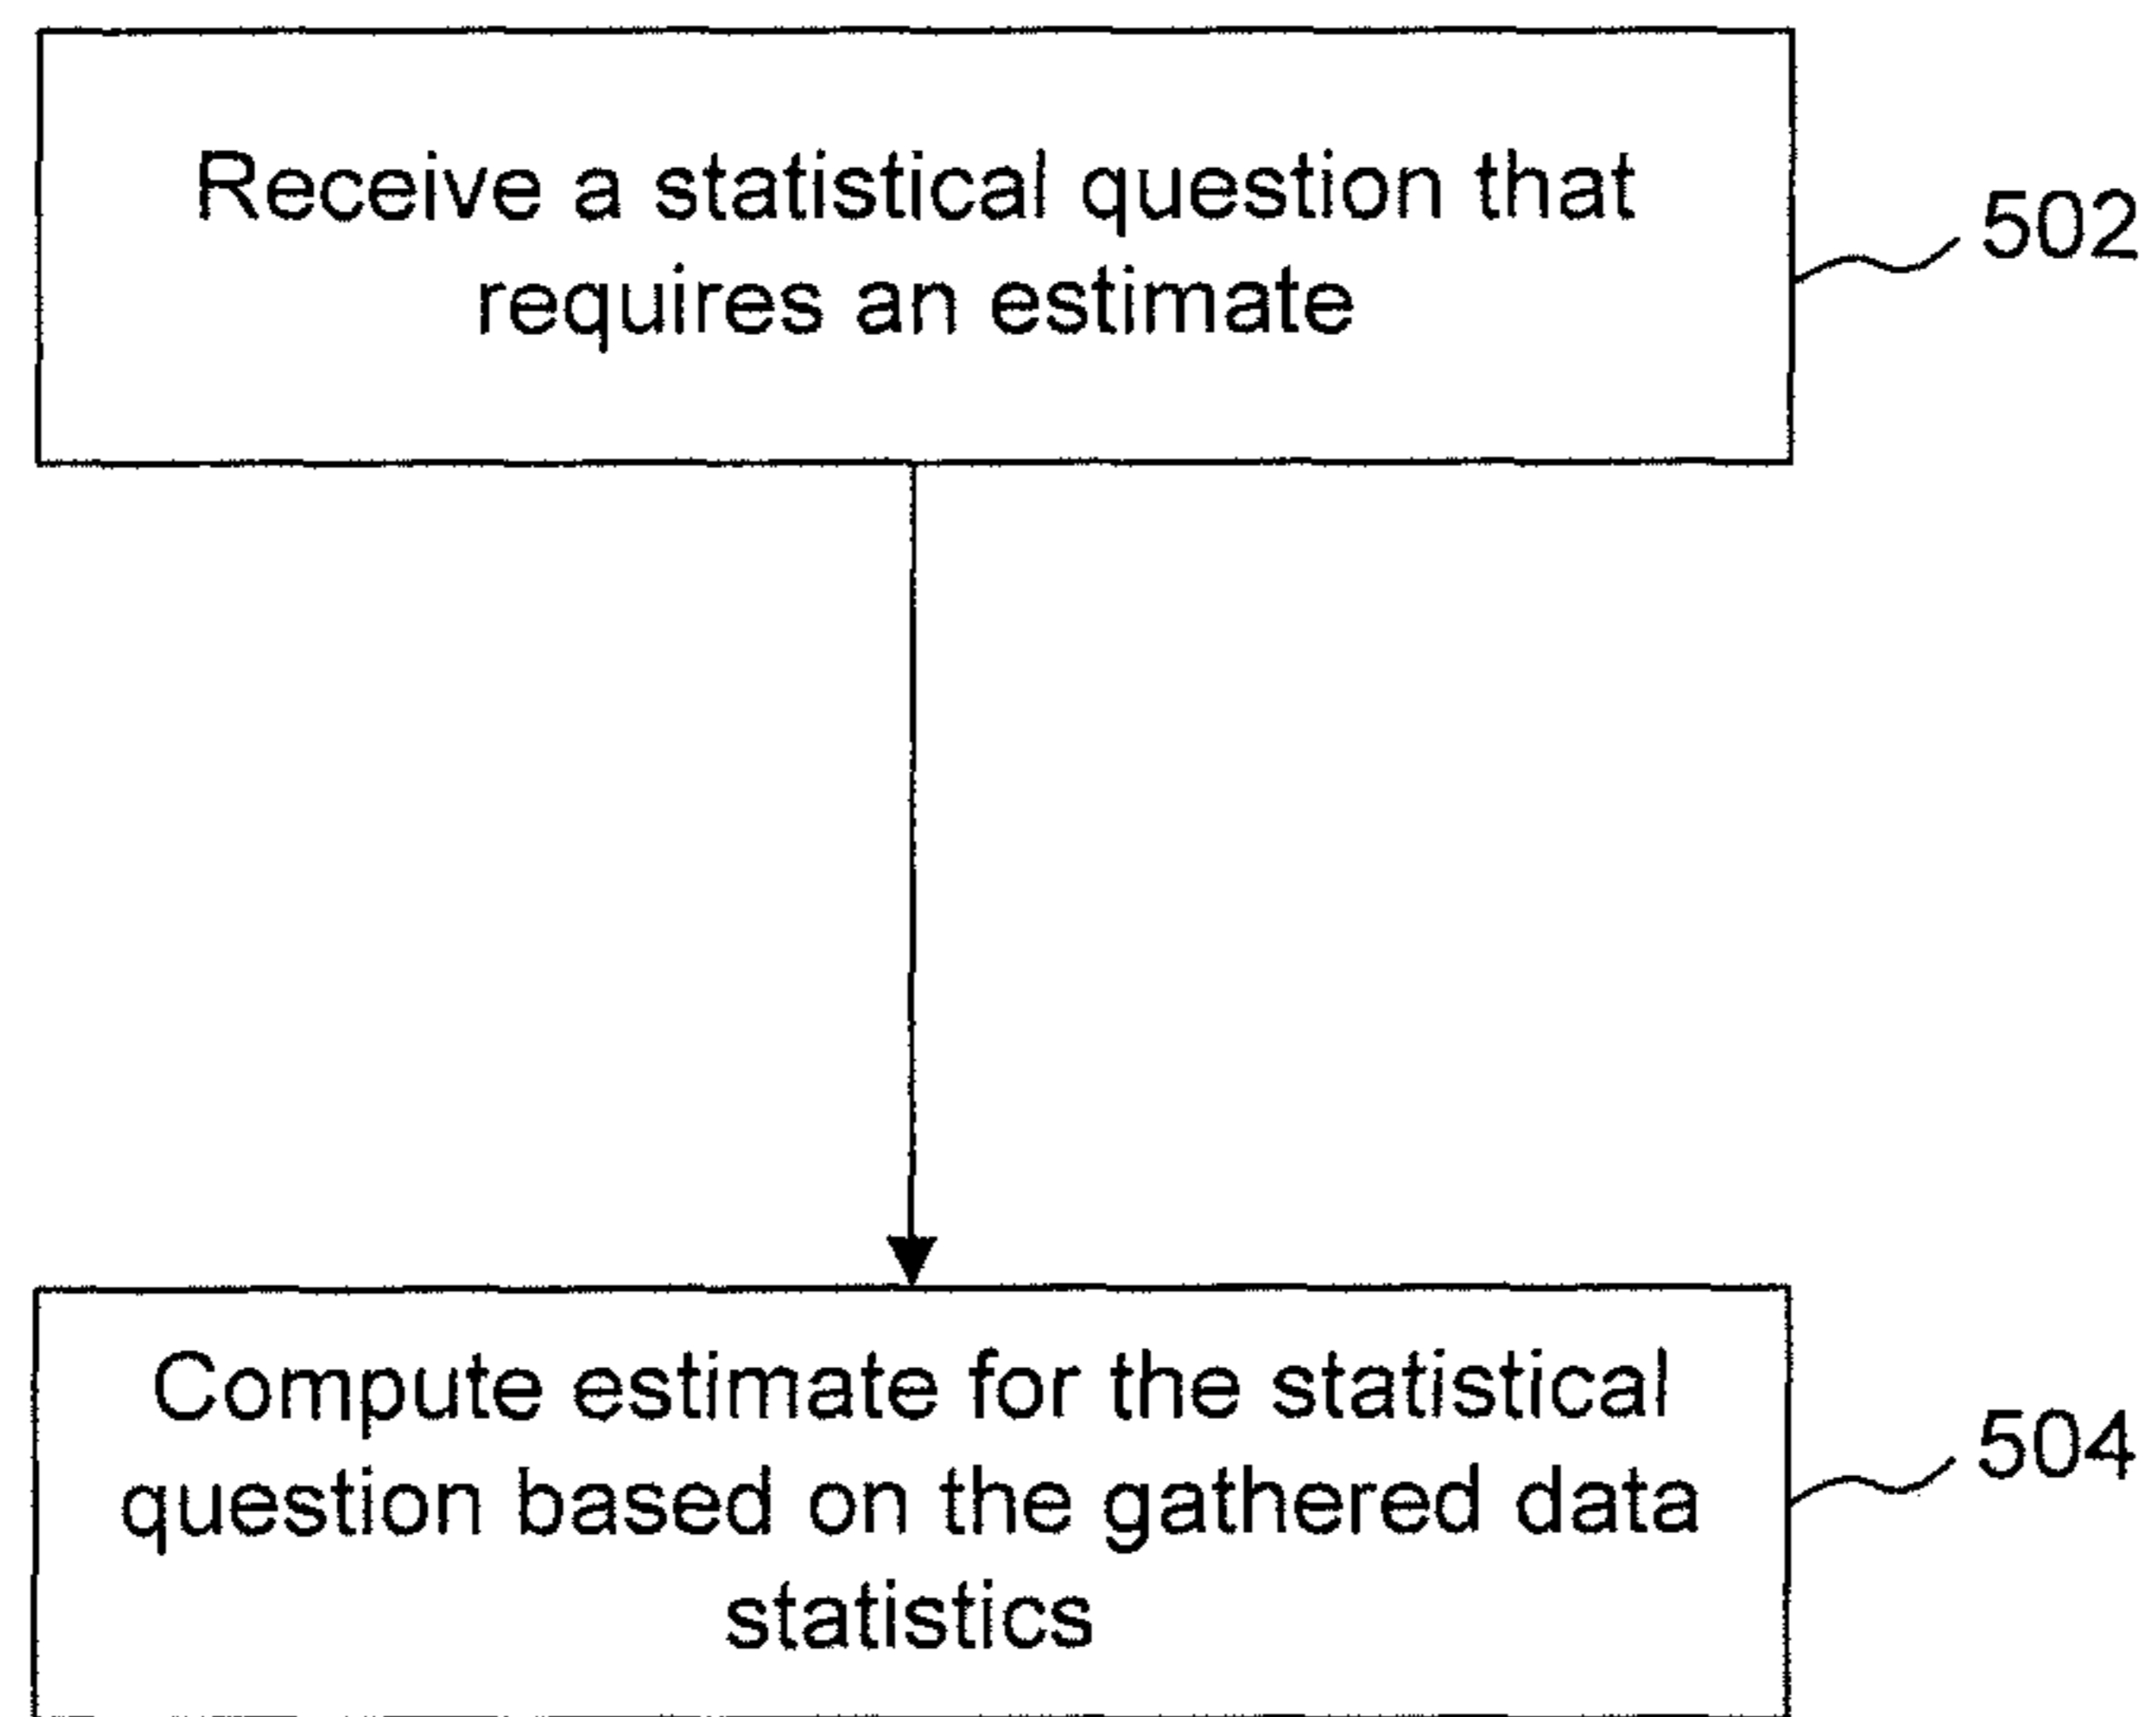 Receive a statistical question that
requires an estimate
502
Compute estimate for the statistical
question based on the gathered data
statistics
504